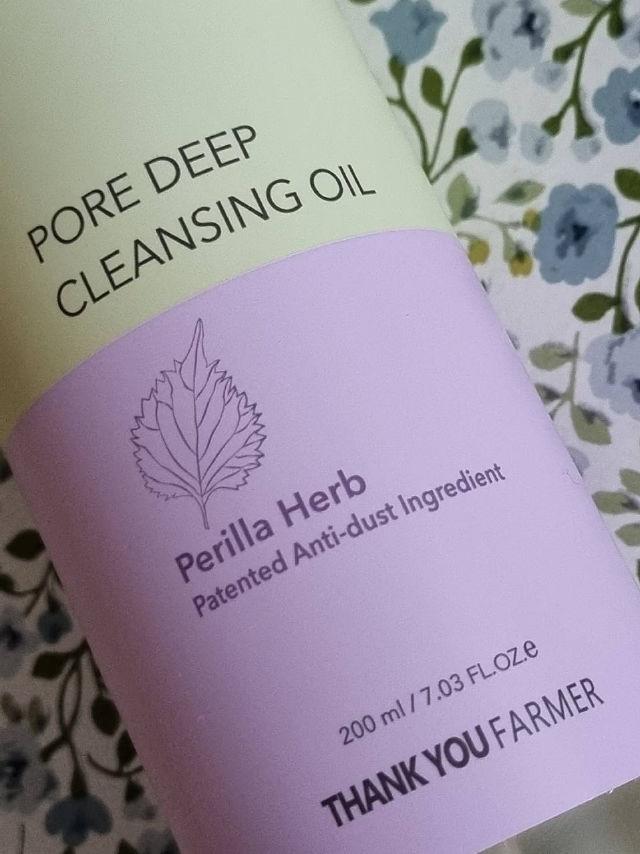 PORE DEEP
CLEANSING OIL
Perilla Herb
Patented Anti-dust Ingredient
200 ml / 7.03 FL.OZ.e
THANK YOU FARMER